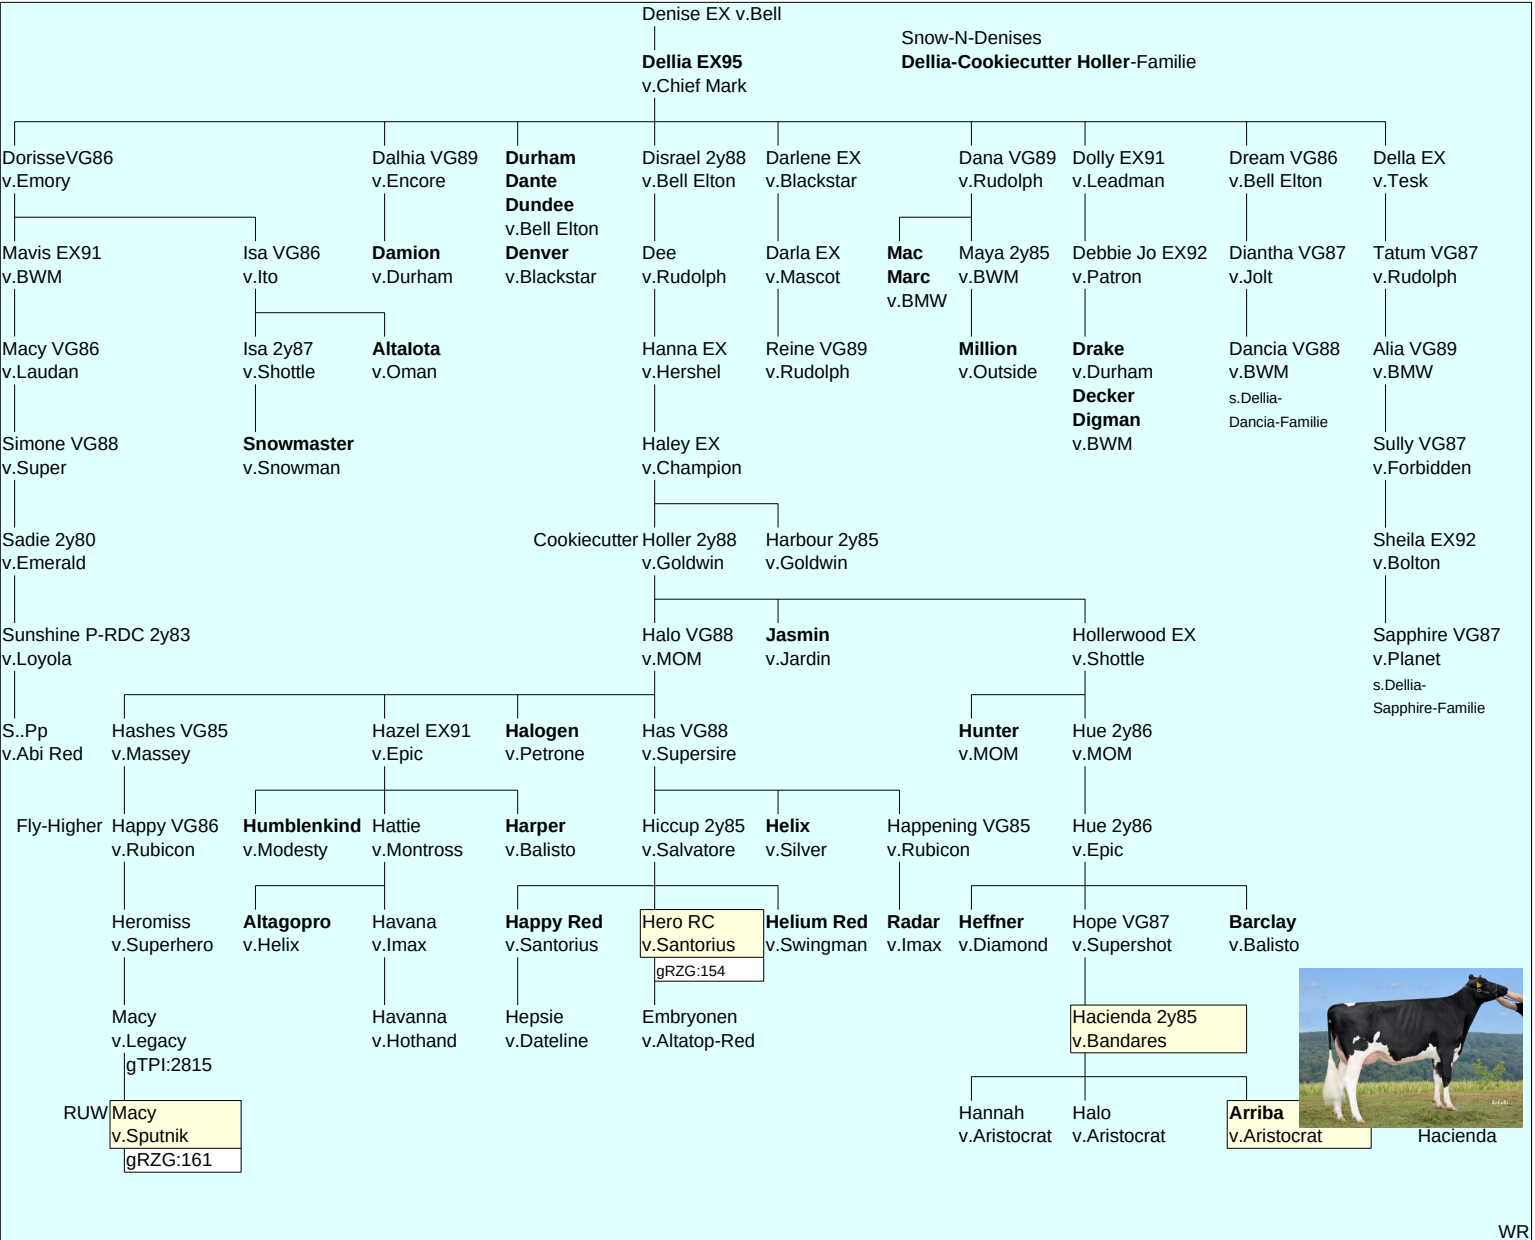 Denise EX v.Bell
Snow-N-Denises
Dellia EX95
Dellia-Cookiecutter Holler-Familie
v.Chief Mark
DorisseVG86 Dalhia VG89 Durham Disrael 2y88 Darlene EX Dana VG89 Dolly EX91 Dream VG86 Della EX
v.Emory v.Encore Dante v.Bell Elton v.Blackstar v.Rudolph v.Leadman v.Bell Elton v.Tesk
Dundee
v.Bell Elton
Mavis EX91 Isa VG86 Damion Denver Dee Darla EX Mac Maya 2y85 Debbie Jo EX92 Diantha VG87 Tatum VG87
v.BWM v.Ito v.Durham v.Blackstar v.Rudolph v.Mascot Marc v.BWM v.Patron v.Jolt v.Rudolph
v.BMW
Macy VG86 Isa 2y87 Altalota Hanna EX Reine VG89 Million Drake Dancia VG88 Alia VG89
v.Laudan v.Shottle v.Oman v.Hershel v.Rudolph v.Outside v.Durham v.BWM v.BMW
Decker s.Dellia-
Digman Dancia-Familie
Simone VG88 Snowmaster Haley EX v.BWM Sully VG87
v.Super v.Snowman v.Champion v.Forbidden
Sadie 2y80 Cookiecutter Holler 2y88 Harbour 2y85 Sheila EX92
v.Emerald v.Goldwin v.Goldwin v.Bolton
Sunshine P-RDC 2y83 Halo VG88 Jasmin Hollerwood EX Sapphire VG87
v.Loyola v.MOM v.Jardin v.Shottle v.Planet
s.Dellia-
Sapphire-Familie
S..Pp Hashes VG85 Hazel EX91 Halogen Has VG88 Hunter Hue 2y86
v.Abi Red v.Massey v.Epic v.Petrone v.Supersire v.MOM v.MOM
Fly-Higher Happy VG86 Humblenkind Hattie Harper Hiccup 2y85 Helix Happening VG85 Hue 2y86
v.Rubicon v.Modesty v.Montross v.Balisto v.Salvatore v.Silver v.Rubicon v.Epic
Heromiss Altagopro Havana Happy Red Hero RC Helium Red Radar Heffner Hope VG87 Barclay
v.Superhero v.Helix v.Imax v.Santorius v.Santorius v.Swingman v.Imax v.Diamond v.Supershot v.Balisto
gRZG:154
Macy Havanna Hepsie Embryonen Hacienda 2y85
v.Legacy v.Hothand v.Dateline v.Altatop-Red v.Bandares
gTPI:2815
RUW Macy Hannah Halo Arriba
v.Sputnik v.Aristocrat v.Aristocrat v.Aristocrat Hacienda
gRZG:161
WR